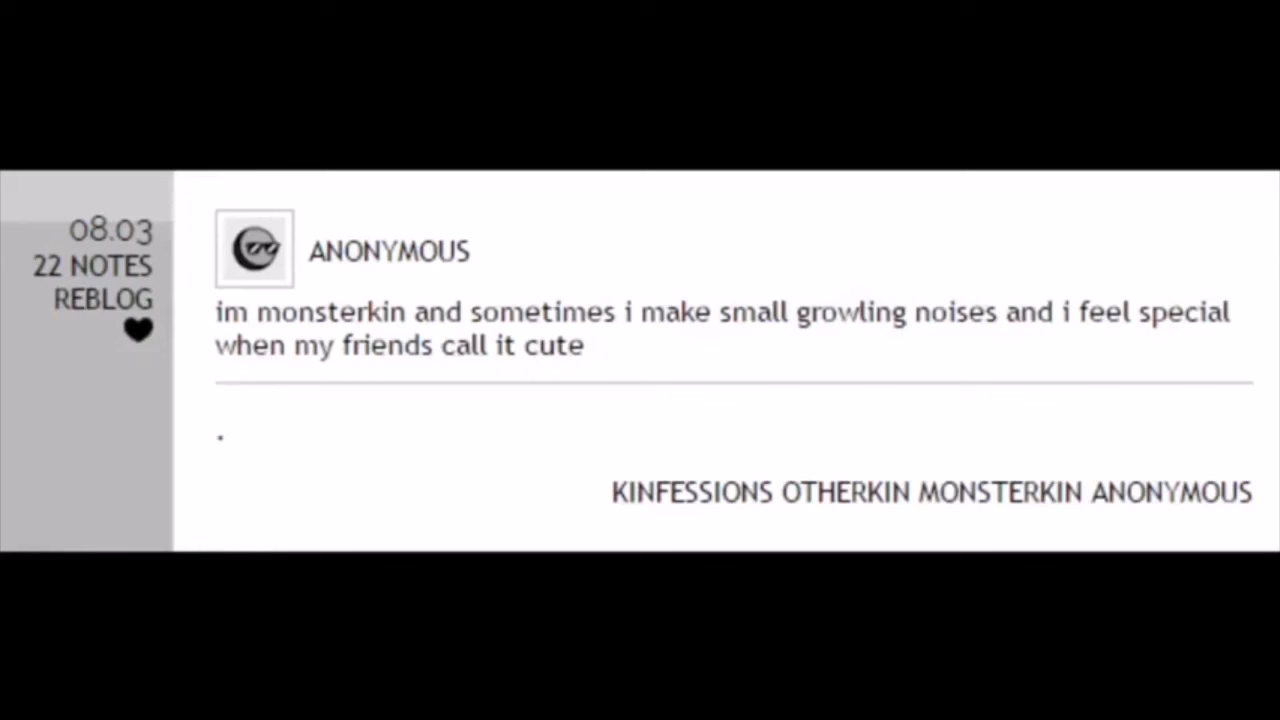 08.03
22 NOTES
REBLOG
ANONYMOUS
im monsterkin and sometimes i make small growling noises and i feel special
when my friends call it cute
.
KINFESSIONS OTHERKIN MONSTERKIN ANONYMOUS